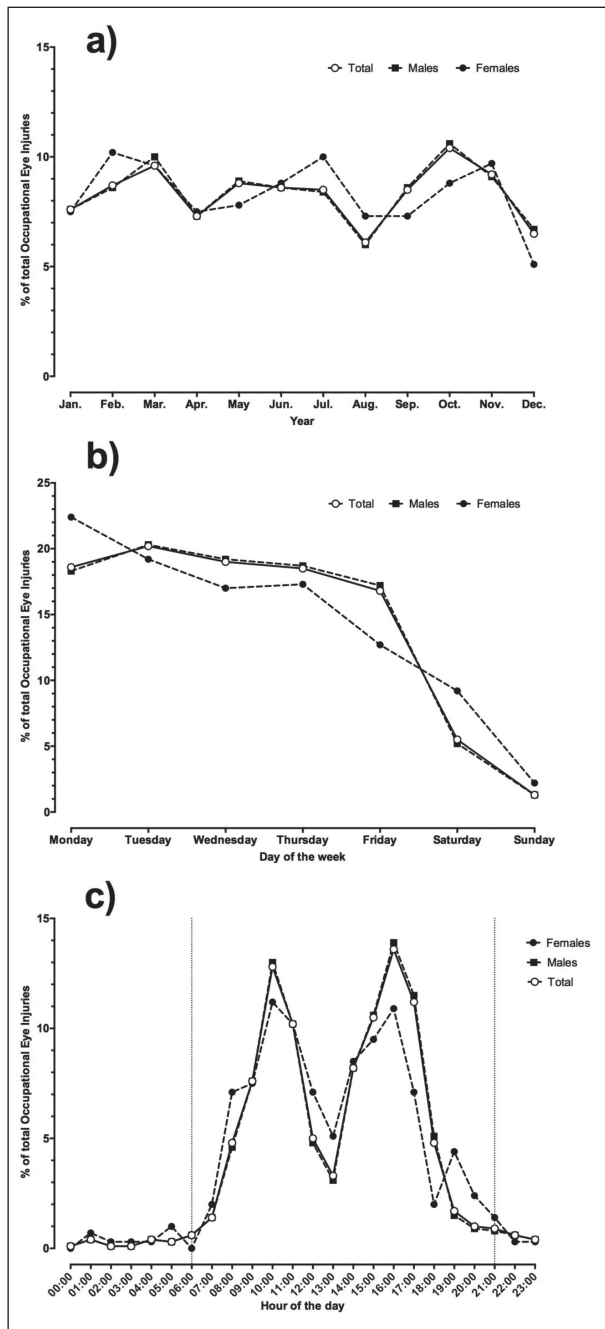 a)
15
Total Males Females
10
5
0
% of total Occupational Eye Injuries
Jan. Feb. Mar. Apr. May Jun. Jul. Aug. Sep. Oct. Nov. Dec.
Year
b)
25
Total Males Females
20
15
10
5
0
% of total Occupational Eye Injuries
Monday Tuesday Wednesday Thursday Friday Saturday Sunday
Day of the week
c)
15
Females
Males
Total
10
5
0
% of total Occupational Eye Injuries
00:00 01:00 02:00 03:00 04:00 05:00 06:00 07:00 08:00 09:00 10:00 11:00 12:00 13:00 14:00 15:00 16:00 17:00 18:00 19:00 20:00 21:00 22:00 23:00
Hour of the day